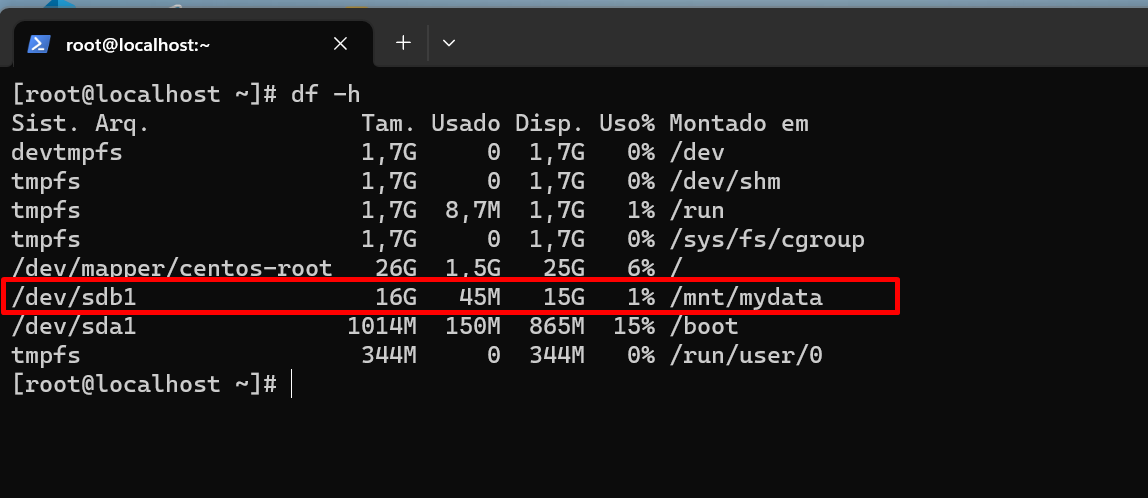 root@localhost:~
[root@localhost ~]# df -h
Sist. Arq. Tam. Usado Disp. Uso% Montado em
devtmpfs 1,7G 0 1,7G 0% /dev
tmpfs 1,7G 0 1,7G 0% /dev/shm
tmpfs 1,7G 8,7M 1,7G 1% /run
tmpfs 1,7G 0 1,7G 0% /sys/fs/cgroup
/dev/mapper/centos-root 26G 1,5G 25G 6% /
/dev/sdb1 16G 45M 15G 1% /mnt/mydata
/dev/sda1 1014M 150M 865M 15% /boot
tmpfs 344M 0 344M 0% /run/user/0
[root@localhost ~]#